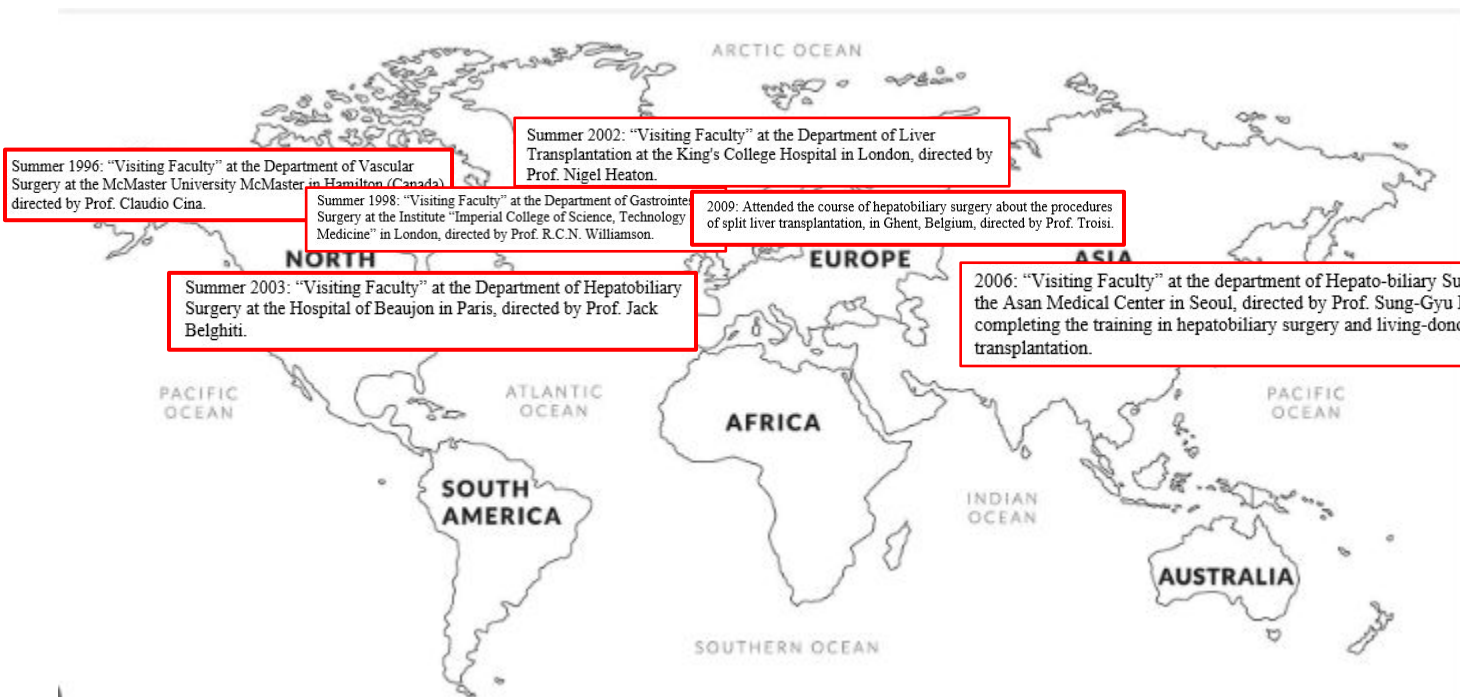 ARCTIC OCEAN
Summer 2002: “Visiting Faculty” at the Department of Liver
Transplantation at the King's College Hospital in London, directed by
Prof. Nigel Heaton.
Summer 1996: “Visiting Faculty” at the Department of Vascular
Surgery at the McMaster University McMaster in Hamilton (Canada)
directed by Prof. Claudio Cina.
Summer 1998: “Visiting Faculty” at the Department of Gastrointes
Surgery at the Institute “Imperial College of Science, Technology
Medicine” in London, directed by Prof. R.C.N. Williamson.
2009: Attended the course of hepatobiliary surgery about the procedures
of split liver transplantation, in Ghent, Belgium, directed by Prof. Troisi.
NORTH
EUROPE
ASIA
Summer 2003: “Visiting Faculty” at the Department of Hepatobiliary
Surgery at the Hospital of Beaujon in Paris, directed by Prof. Jack
Belghiti.
2006: “Visiting Faculty” at the department of Hepato-biliary Su
the Asan Medical Center in Seoul, directed by Prof. Sung-Gyu
completing the training in hepatobiliary surgery and living-dono
transplantation.
PACIFIC
OCEAN
ATLANTIC
OCEAN
PACIFIC
OCEAN
AFRICA
SOUTH
AMERICA
INDIAN
OCEAN
AUSTRALIA
SOUTHERN OCEAN